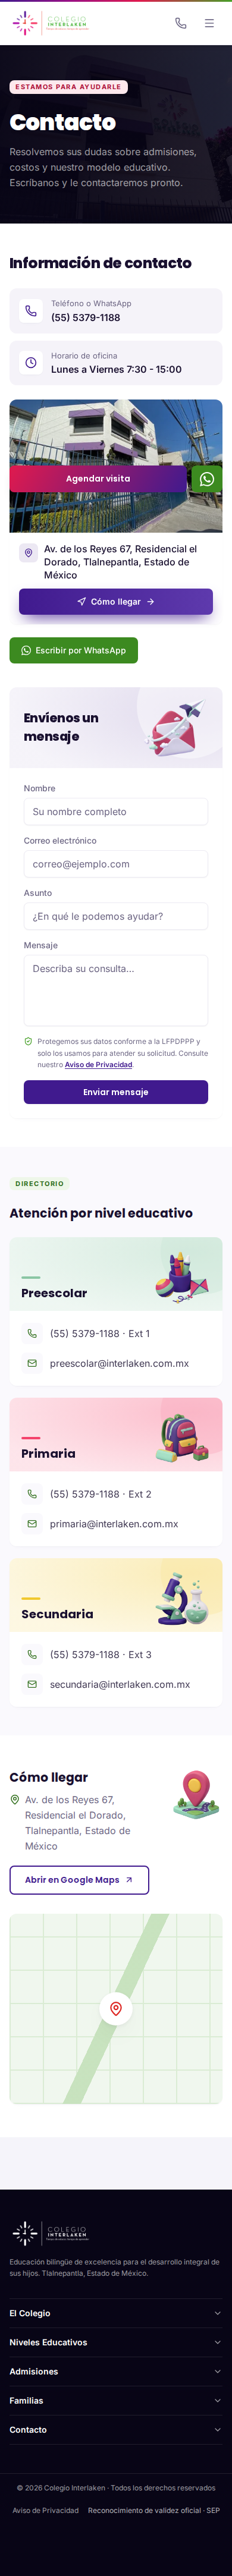 COLEGIO
INTERLAKEN
ESTAMOS PARA AYUDARLE
Contacto
Resolvemos sus dudas sobre admisiones,
costos y nuestro modelo educativo.
Escríbanos y le contactaremos pronto.
Información de contacto
Teléfono o WhatsApp
(55) 5379-1188
Horario de oficina
Lunes a Viernes 7:30 - 15:00
Agendar visita
Av. de los Reyes 67, Residencial el
Dorado, Tlalnepantla, Estado de
México
Cómo llegar
Escribir por WhatsApp
Envíenos un
mensaje
Nombre
Su nombre completo
Correo electrónico
correo@ejemplo.com
Asunto
¿En qué le podemos ayudar?
Mensaje
Describa su consulta...
Protegemos sus datos conforme a la LFPDPPP y
solo los usamos para atender su solicitud. Consulte
nuestro Aviso de Privacidad.
Enviar mensaje
DIRECTORIO
Atención por nivel educativo
Preescolar
(55) 5379-1188 · Ext 1
preescolar@interlaken.com.mx
Primaria
(55) 5379-1188 · Ext 2
primaria@interlaken.com.mx
Secundaria
(55) 5379-1188 · Ext 3
secundaria@interlaken.com.mx
Cómo llegar
Av. de los Reyes 67,
Residencial el Dorado,
Tlalnepantla, Estado de
México
Abrir en Google Maps
COLEGIO
INTERLAKEN
Educación bilingüe de excelencia para el desarrollo integral de
sus hijos. Tlalnepantla, Estado de México.
El Colegio
Niveles Educativos
Admisiones
Familias
Contacto
© 2026 Colegio Interlaken · Todos los derechos reservados
Aviso de Privacidad Reconocimiento de validez oficial · SEP